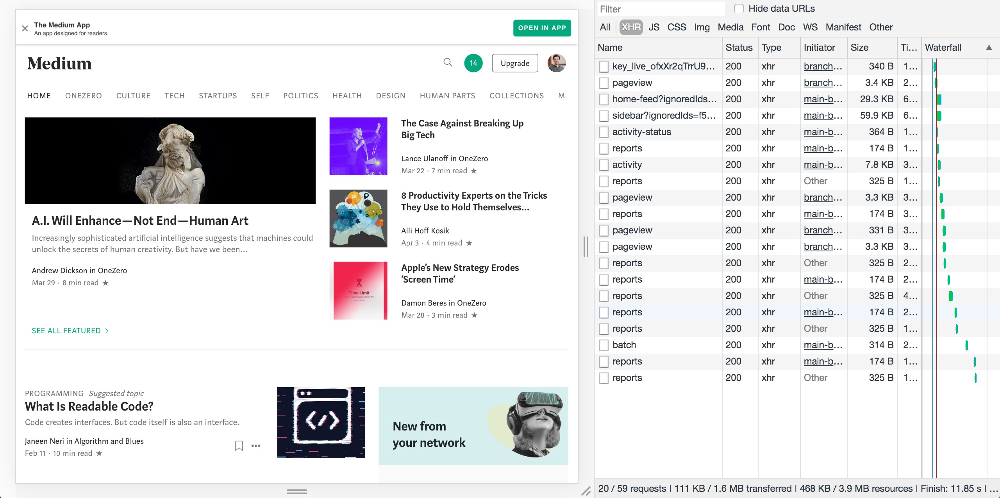 The Medium App
An app designed for readers.
OPEN IN APP
Medium
14
Upgrade
HOME ONEZERO CULTURE TECH STARTUPS SELF POLITICS HEALTH DESIGN HUMAN PARTS COLLECTIONS
A.I. Will Enhance—Not End—Human Art
Increasingly sophisticated artificial intelligence suggests that machines could
unlock the secrets of human creativity. But have we been...
Andrew Dickson in OneZero
Mar 29 · 8 min read ★
SEE ALL FEATURED >
The Case Against Breaking Up
Big Tech
Lance Ulanoff in OneZero
Mar 22 · 7 min read ★
8 Productivity Experts on the Tricks
They Use to Hold Themselves...
Alli Hoff Kosik
Apr 3 · 4 min read ★
Time Limit
You've reached your limit on TV.
Ignore Limit
Apple's New Strategy Erodes
'Screen Time'
Damon Beres in OneZero
Mar 28 · 3 min read ★
PROGRAMMING Suggested topic
What Is Readable Code?
Code creates interfaces. But code itself is also an interface.
Janeen Neri in Algorithm and Blues
Feb 11 · 10 min read ★
</>
New from
your network
Filter
Hide data URLs
All XHR JS CSS Img Media Font Doc WS Manifest Other
Name Status Type Initiator Size Ti... Waterfall ▲
key_live_ofxXr2qTrrU9... 200 xhr branch... 340 B 1...
pageview 200 xhr branch... 3.4 KB 2...
home-feed?ignoredIds... 200 xhr main-b... 29.3 KB 6...
sidebar?ignoredIds=f5... 200 xhr main-b... 59.9 KB 6...
activity-status 200 xhr main-b... 364 B 1...
reports 200 xhr main-b... 174 B 1...
activity 200 xhr main-b... 7.8 KB 3...
reports 200 xhr Other 325 B 1...
pageview 200 xhr branch... 3.3 KB 3...
reports 200 xhr main-b... 174 B 3...
pageview 200 xhr branch... 331 B 3...
pageview 200 xhr branch... 3.3 KB 3...
reports 200 xhr Other 325 B 2...
reports 200 xhr main-b... 174 B 2...
reports 200 xhr Other 325 B 4...
reports 200 xhr main-b... 174 B 2...
reports 200 xhr Other 325 B 1...
batch 200 xhr main-b... 314 B 2...
reports 200 xhr main-b... 174 B 1...
reports 200 xhr Other 325 B 1...
20 / 59 requests | 111 KB / 1.6 MB transferred | 468 KB / 3.9 MB resources | Finish: 11.85 s | ...